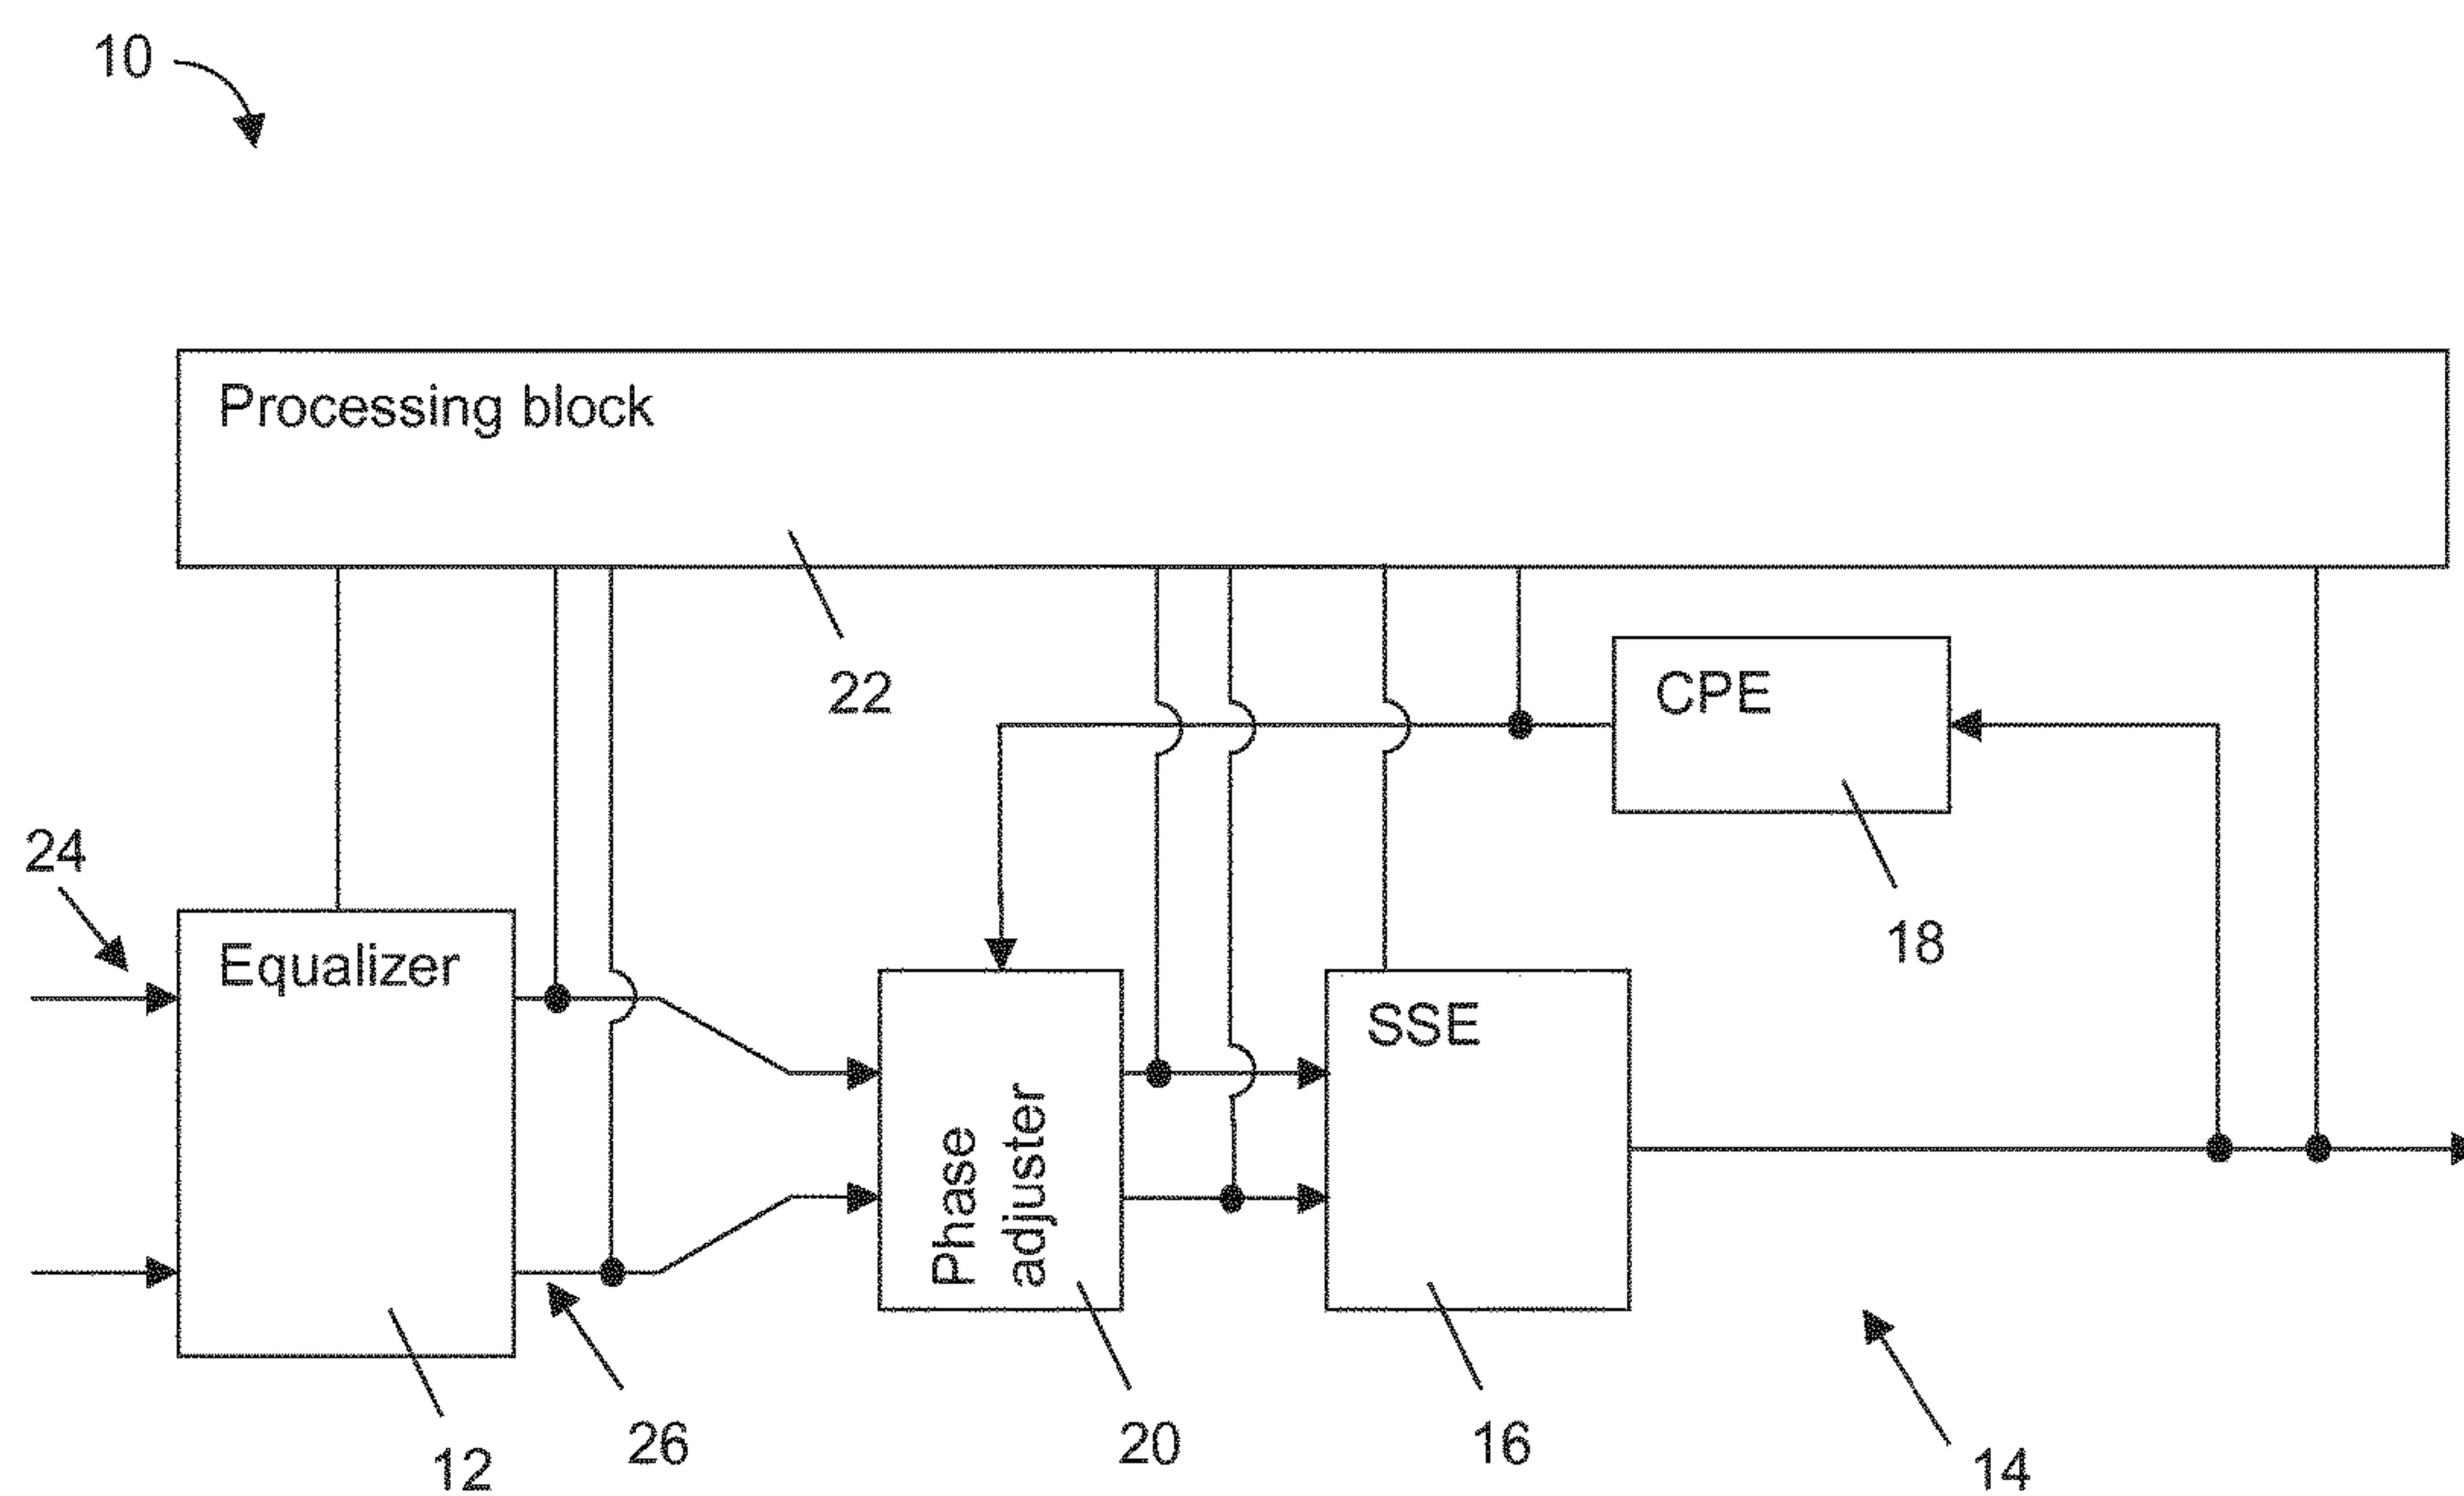 10
Processing block
22
CPE
18
24
Equalizer
SSE
Phase
adjuster
12
26
20
16
14